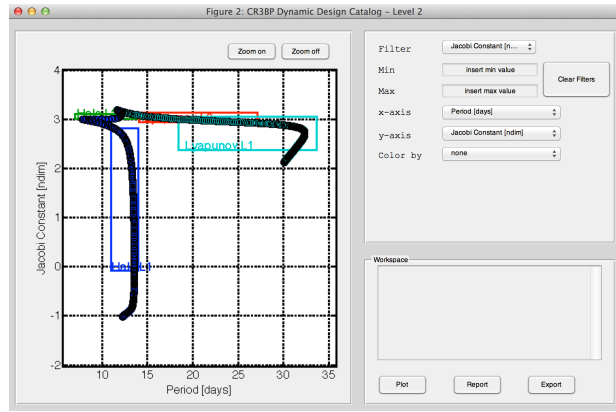 Figure 2: CR3BP Dynamic Design Catalog – Level 2
Zoom on
Zoom off
4
3
2
1
0
-1
-2
10
15
20
25
30
35
Jacobi Constant [ndim]
Period [days]
Lyapunov L1
Filter
Jacobi Constant [n...
Min
insert min value
Max
insert max value
Clear Filters
x-axis
Period [days]
y-axis
Jacobi Constant [ndim]
Color by
none
Workspace
Plot
Report
Export